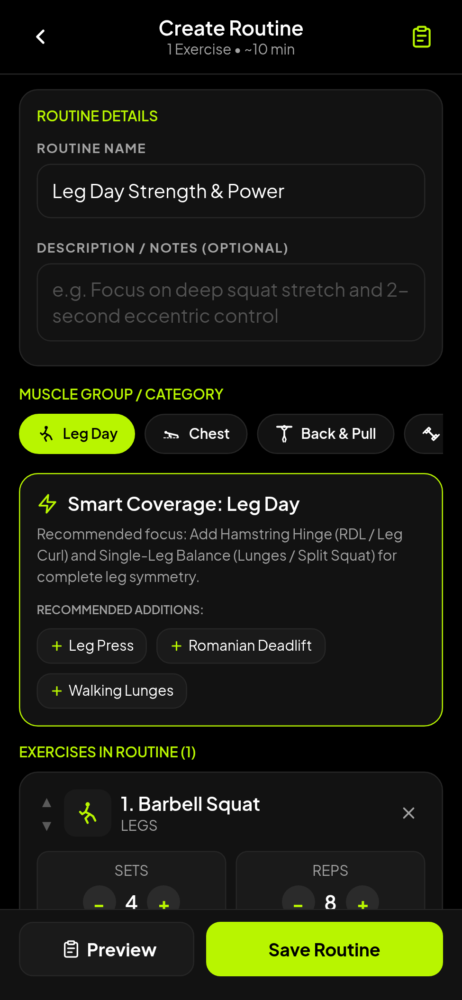 Create Routine
1 Exercise • ~10 min
ROUTINE DETAILS
ROUTINE NAME
Leg Day Strength & Power
DESCRIPTION / NOTES (OPTIONAL)
e.g. Focus on deep squat stretch and 2-
second eccentric control
MUSCLE GROUP / CATEGORY
Leg Day
Chest
Back & Pull
Smart Coverage: Leg Day
Recommended focus: Add Hamstring Hinge (RDL / Leg
Curl) and Single-Leg Balance (Lunges / Split Squat) for
complete leg symmetry.
RECOMMENDED ADDITIONS:
+ Leg Press
+ Romanian Deadlift
+ Walking Lunges
EXERCISES IN ROUTINE (1)
▲
1. Barbell Squat
▼
LEGS
SETS
REPS
− 4 +
− 8 +
Preview
Save Routine